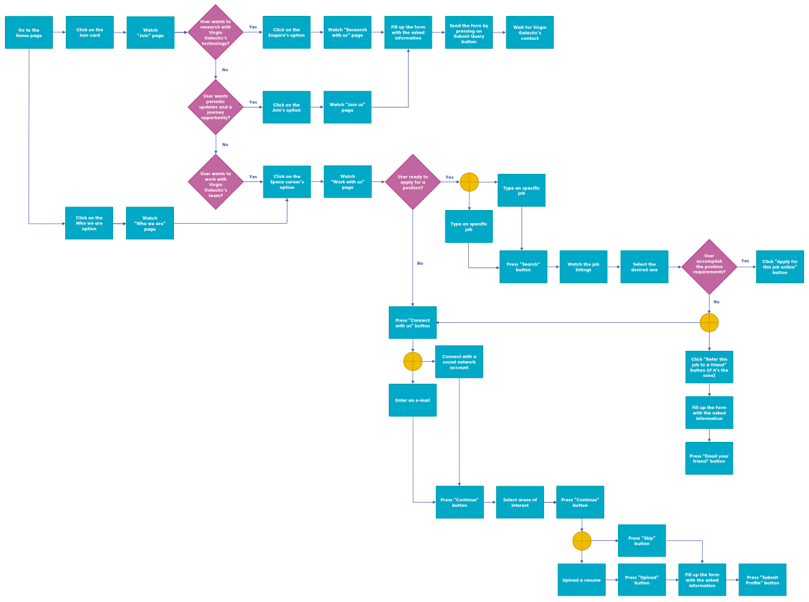 Go to the
Home page
Click on the
Join card
Watch
"Join" page
User wants to
research with
Virgin
Galactic's
technology?
Yes
Click on the
Enquire's option
Watch "Research
with us" page
Fill up the form
with the asked
information
Send the form by
pressing on
Submit Query
button
Wait for Virgin
Galactic's
contact
No
User wants
periodic
updates and a
journey
opportunity?
Yes
Click on the
Join's option
Watch "Join us"
page
No
User wants to
work with
Virgin
Galactic's
team?
Yes
Click on the
Space career's
option
Watch
"Work with us"
page
User ready to
apply for a
position?
Yes
Type an specific
job
Type an specific
job
Click on the
Who we are
option
Watch
"Who we are"
page
No
Press "Search"
button
Watch the job
listings
Select the
desired one
User
accomplish
the position
requirements?
Yes
Click "Apply for
this job online"
button
No
Press "Connect
with us" button
Connect with a
social network
account
Enter an e-mail
Click "Refer this
job to a friend"
button (if it's the
case)
Fill up the form
with the asked
information
Press "Email your
friend" button
Press "Continue"
button
Select areas of
interest
Press "Continue"
button
Press "Skip"
button
Upload a resume
Press "Upload"
button
Fill up the form
with the asked
information
Press "Submit
Profile" button